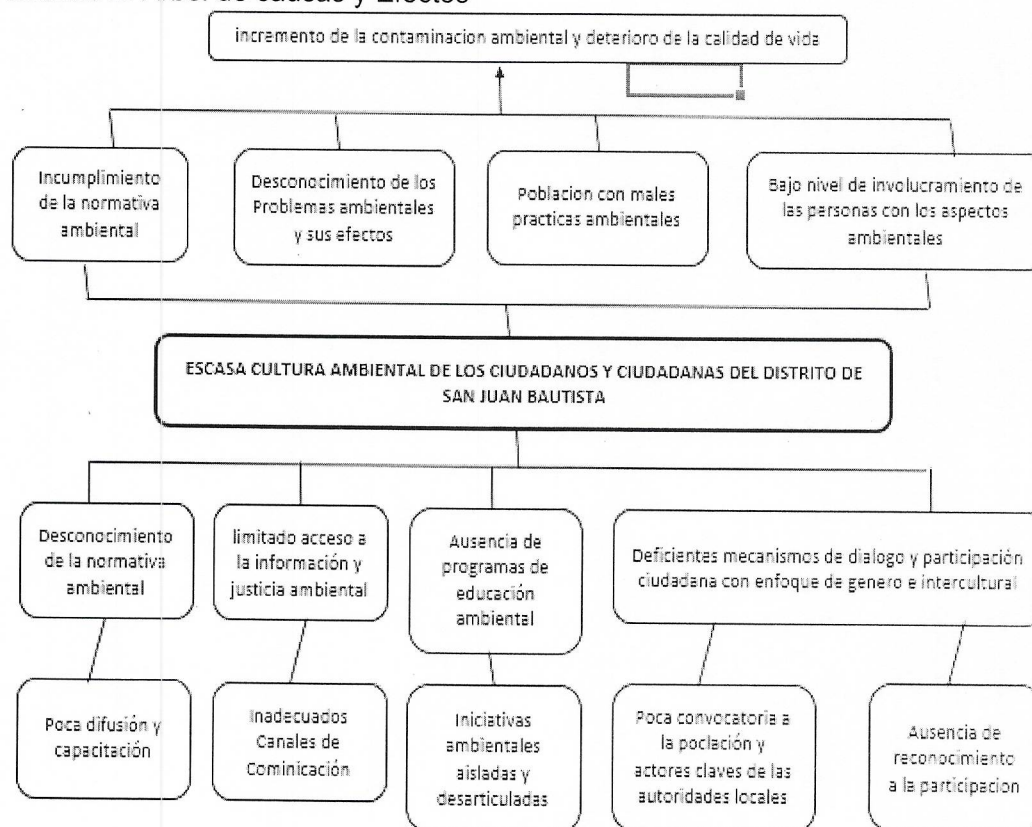 Arbol de causas y Efectos
incremento de la contaminacion ambiental y deterioro de la calidad de vida
Incumplimiento
de la normativa
ambiental
Desconocimiento de los
Problemas ambientales
y sus efectos
Poblacion con males
practicas ambientales
Bajo nivel de involucramiento de
las personas con los aspectos
ambientales
ESCASA CULTURA AMBIENTAL DE LOS CIUDADANOS Y CIUDADANAS DEL DISTRITO DE
SAN JUAN BAUTISTA
Desconocimiento
de la normativa
ambiental
limitado acceso a
la información y
justicia ambiental
Ausencia de
programas de
educación
ambiental
Deficientes mecanismos de dialogo y participación
ciudadana con enfoque de genero e intercultural
Poca difusión y
capacitación
Inadecuados
Canales de
Cominicación
Iniciativas
ambientales
aisladas y
desarticuladas
Poca convocatoria a
la poclación y
actores claves de las
autoridades locales
Ausencia de
reconocimiento
a la participacion